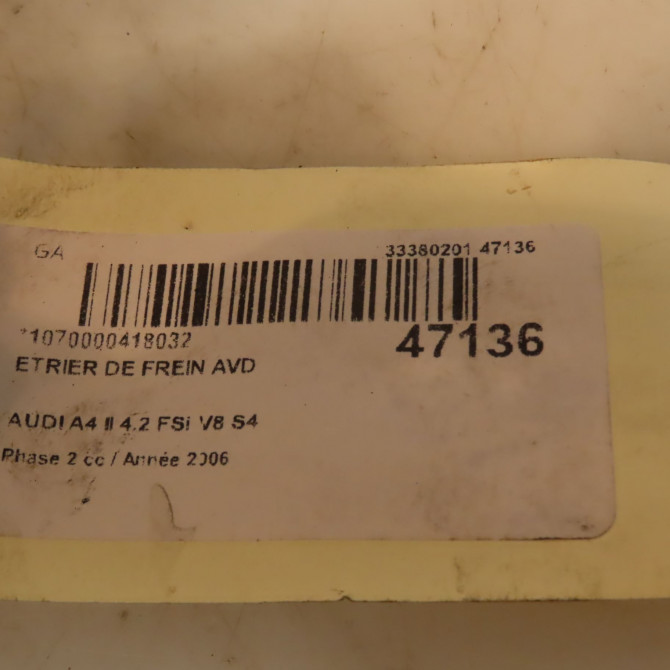 GA 33380201 47136
*1070000418032 47136
ETRIER DE FREIN AVD
AUDI A4 II 4.2 FSi V8 S4
Phase 2 cc / Année 2006